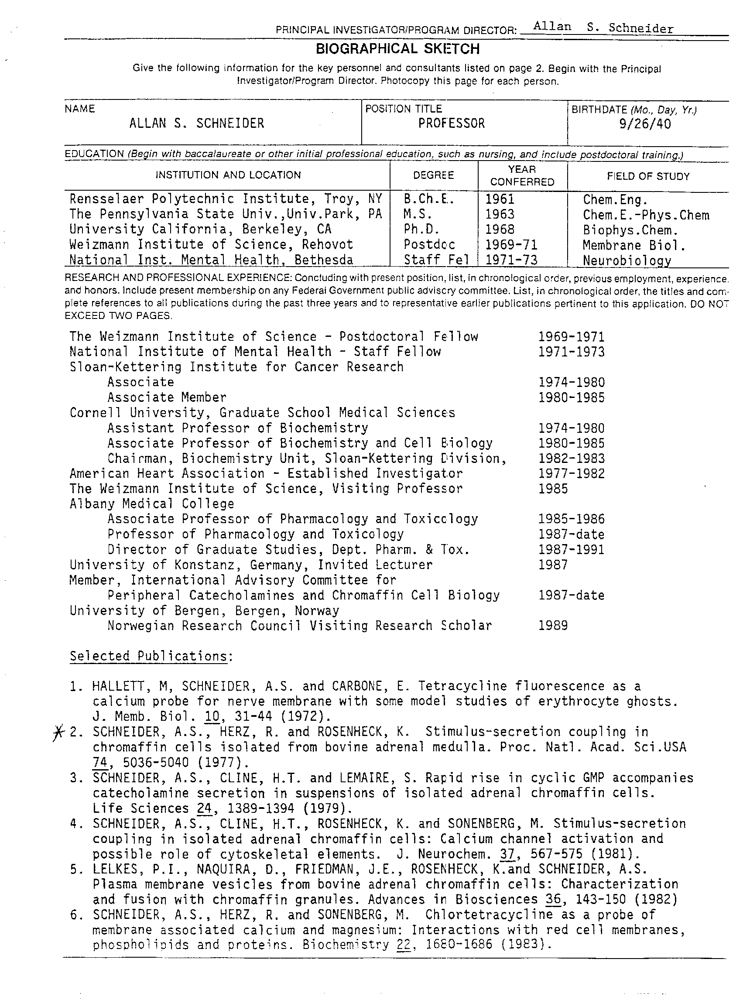 PRINCIPAL INVESTIGATOR/PROGRAM DIRECTOR: Allan S. Schneider
BIOGRAPHICAL SKETCH
Give the following information for the key personnel and consultants listed on page 2. Begin with the Principal
Investigator/Program Director. Photocopy this page for each person.
NAME POSITION TITLE BIRTHDATE (Mo., Day, Yr.)
ALLAN S. SCHNEIDER PROFESSOR 9/26/40
EDUCATION (Begin with baccalaureate or other initial professional education, such as nursing, and include postdoctoral training.)
INSTITUTION AND LOCATION DEGREE YEAR CONFERRED FIELD OF STUDY
Rensselaer Polytechnic Institute, Troy, NY B.Ch.E. 1961 Chem.Eng.
The Pennsylvania State Univ.,Univ.Park, PA M.S. 1963 Chem.E.-Phys.Chem
University California, Berkeley, CA Ph.D. 1968 Biophys.Chem.
Weizmann Institute of Science, Rehovot Postdoc 1969-71 Membrane Biol.
National Inst. Mental Health, Bethesda Staff Fel 1971-73 Neurobiology
RESEARCH AND PROFESSIONAL EXPERIENCE: Concluding with present position, list, in chronological order, previous employment, experience,
and honors. Include present membership on any Federal Government public advisory committee. List, in chronological order, the titles and com-
plete references to all publications during the past three years and to representative earlier publications pertinent to this application. DO NOT
EXCEED TWO PAGES.
The Weizmann Institute of Science - Postdoctoral Fellow 1969-1971
National Institute of Mental Health - Staff Fellow 1971-1973
Sloan-Kettering Institute for Cancer Research
Associate 1974-1980
Associate Member 1980-1985
Cornell University, Graduate School Medical Sciences
Assistant Professor of Biochemistry 1974-1980
Associate Professor of Biochemistry and Cell Biology 1980-1985
Chairman, Biochemistry Unit, Sloan-Kettering Division, 1982-1983
American Heart Association - Established Investigator 1977-1982
The Weizmann Institute of Science, Visiting Professor 1985
Albany Medical College
Associate Professor of Pharmacology and Toxicology 1985-1986
Professor of Pharmacology and Toxicology 1987-date
Director of Graduate Studies, Dept. Pharm. & Tox. 1987-1991
University of Konstanz, Germany, Invited Lecturer 1987
Member, International Advisory Committee for
Peripheral Catecholamines and Chromaffin Cell Biology 1987-date
University of Bergen, Bergen, Norway
Norwegian Research Council Visiting Research Scholar 1989
Selected Publications:
1. HALLETT, M, SCHNEIDER, A.S. and CARBONE, E. Tetracycline fluorescence as a
calcium probe for nerve membrane with some model studies of erythrocyte ghosts.
J. Memb. Biol. 10, 31-44 (1972).
* 2. SCHNEIDER, A.S., HERZ, R. and ROSENHECK, K. Stimulus-secretion coupling in
chromaffin cells isolated from bovine adrenal medulla. Proc. Natl. Acad. Sci.USA
74, 5036-5040 (1977).
3. SCHNEIDER, A.S., CLINE, H.T. and LEMAIRE, S. Rapid rise in cyclic GMP accompanies
catecholamine secretion in suspensions of isolated adrenal chromaffin cells.
Life Sciences 24, 1389-1394 (1979).
4. SCHNEIDER, A.S., CLINE, H.T., ROSENHECK, K. and SONENBERG, M. Stimulus-secretion
coupling in isolated adrenal chromaffin cells: Calcium channel activation and
possible role of cytoskeletal elements. J. Neurochem. 37, 567-575 (1981).
5. LELKES, P.I., NAQUIRA, D., FRIEDMAN, J.E., ROSENHECK, K.and SCHNEIDER, A.S.
Plasma membrane vesicles from bovine adrenal chromaffin cells: Characterization
and fusion with chromaffin granules. Advances in Biosciences 36, 143-150 (1982)
6. SCHNEIDER, A.S., HERZ, R. and SONENBERG, M. Chlortetracycline as a probe of
membrane associated calcium and magnesium: Interactions with red cell membranes,
phospholipids and proteins. Biochemistry 22, 1680-1686 (1983).